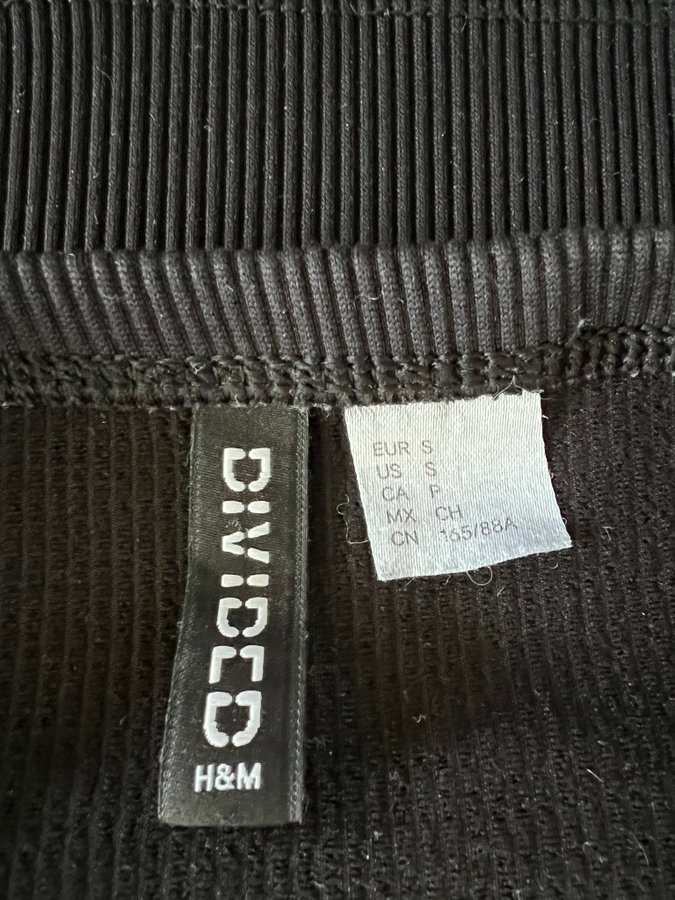 DIVIDED
H&M
EUR S
US S
CA P
MX CH
CN 165/88A